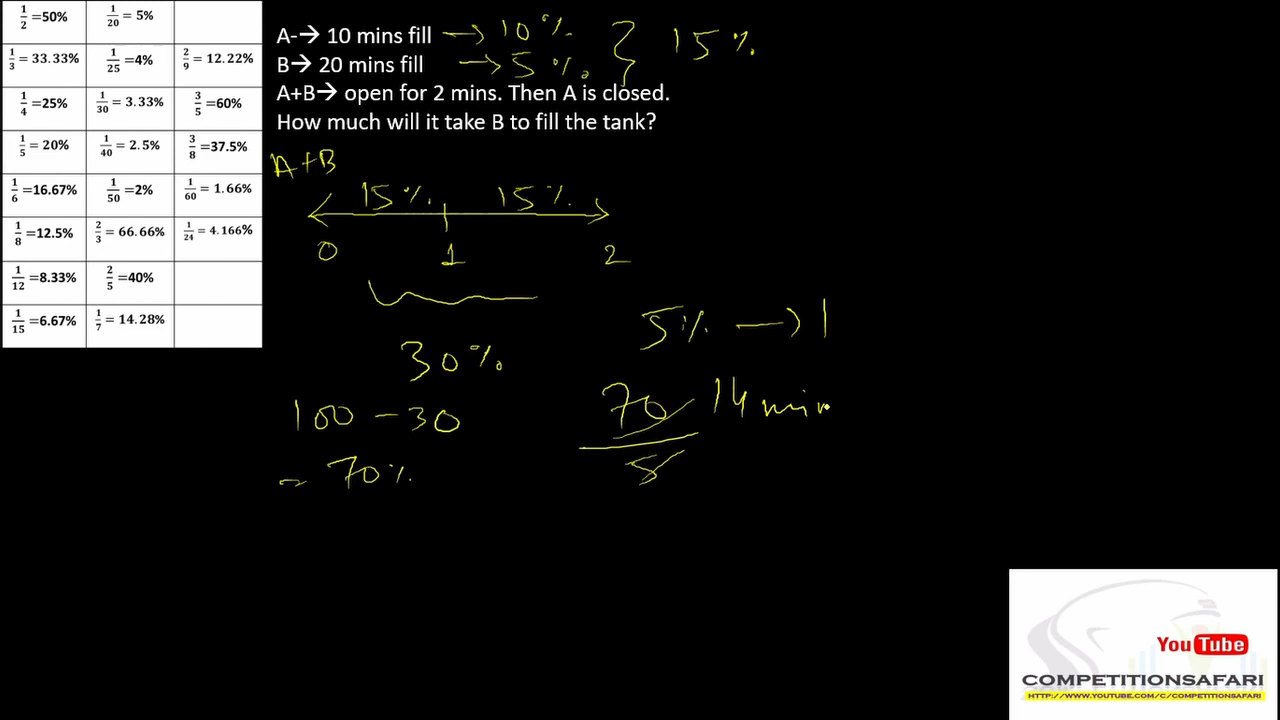 1/2 =50% 1/20 = 5%
1/3 = 33.33% 1/25 =4% 2/9 = 12.22%
1/4 =25% 1/30 = 3.33% 3/5 =60%
1/5 = 20% 1/40 = 2.5% 3/8 =37.5%
1/6 =16.67% 1/50 =2% 1/60 = 1.66%
1/8 =12.5% 2/3 = 66.66% 1/24 = 4.166%
1/12 =8.33% 2/5 =40%
1/15 =6.67% 1/7 = 14.28%
A-→ 10 mins fill → 10% } 15%
B→ 20 mins fill → 5%
A+B→ open for 2 mins. Then A is closed.
How much will it take B to fill the tank?
A+B
15% 15%
0 1 2
30%
100 - 30
= 70%
5% → 1
70/5 14 min
You Tube
COMPETITIONSAFARI
HTTP://WWW.YOUTUBE.COM/C/COMPETITIONSAFARI